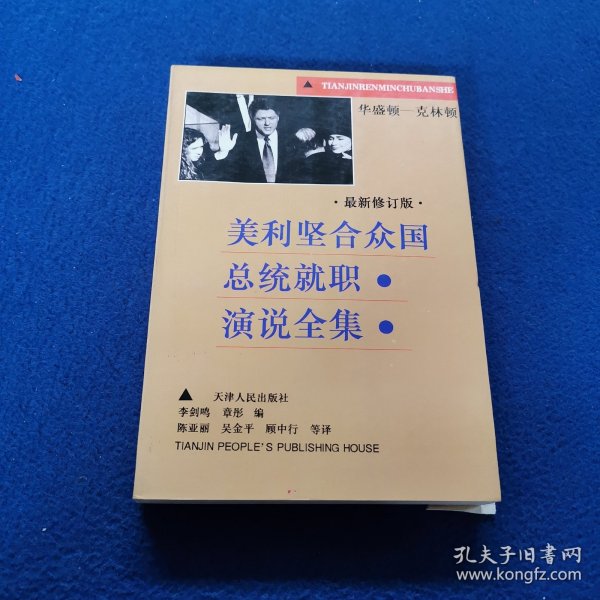 ▲ TIANJINRENMINCHUBANSHE
华盛顿—克林顿
·最新修订版·
美利坚合众国
总统就职●
演说全集●
▲ 天津人民出版社
李剑鸣 章彤 编
陈亚丽 吴金平 顾中行 等译
TIANJIN PEOPLE'S PUBLISHING HOUSE
孔夫子旧书网
www.kongfz.com